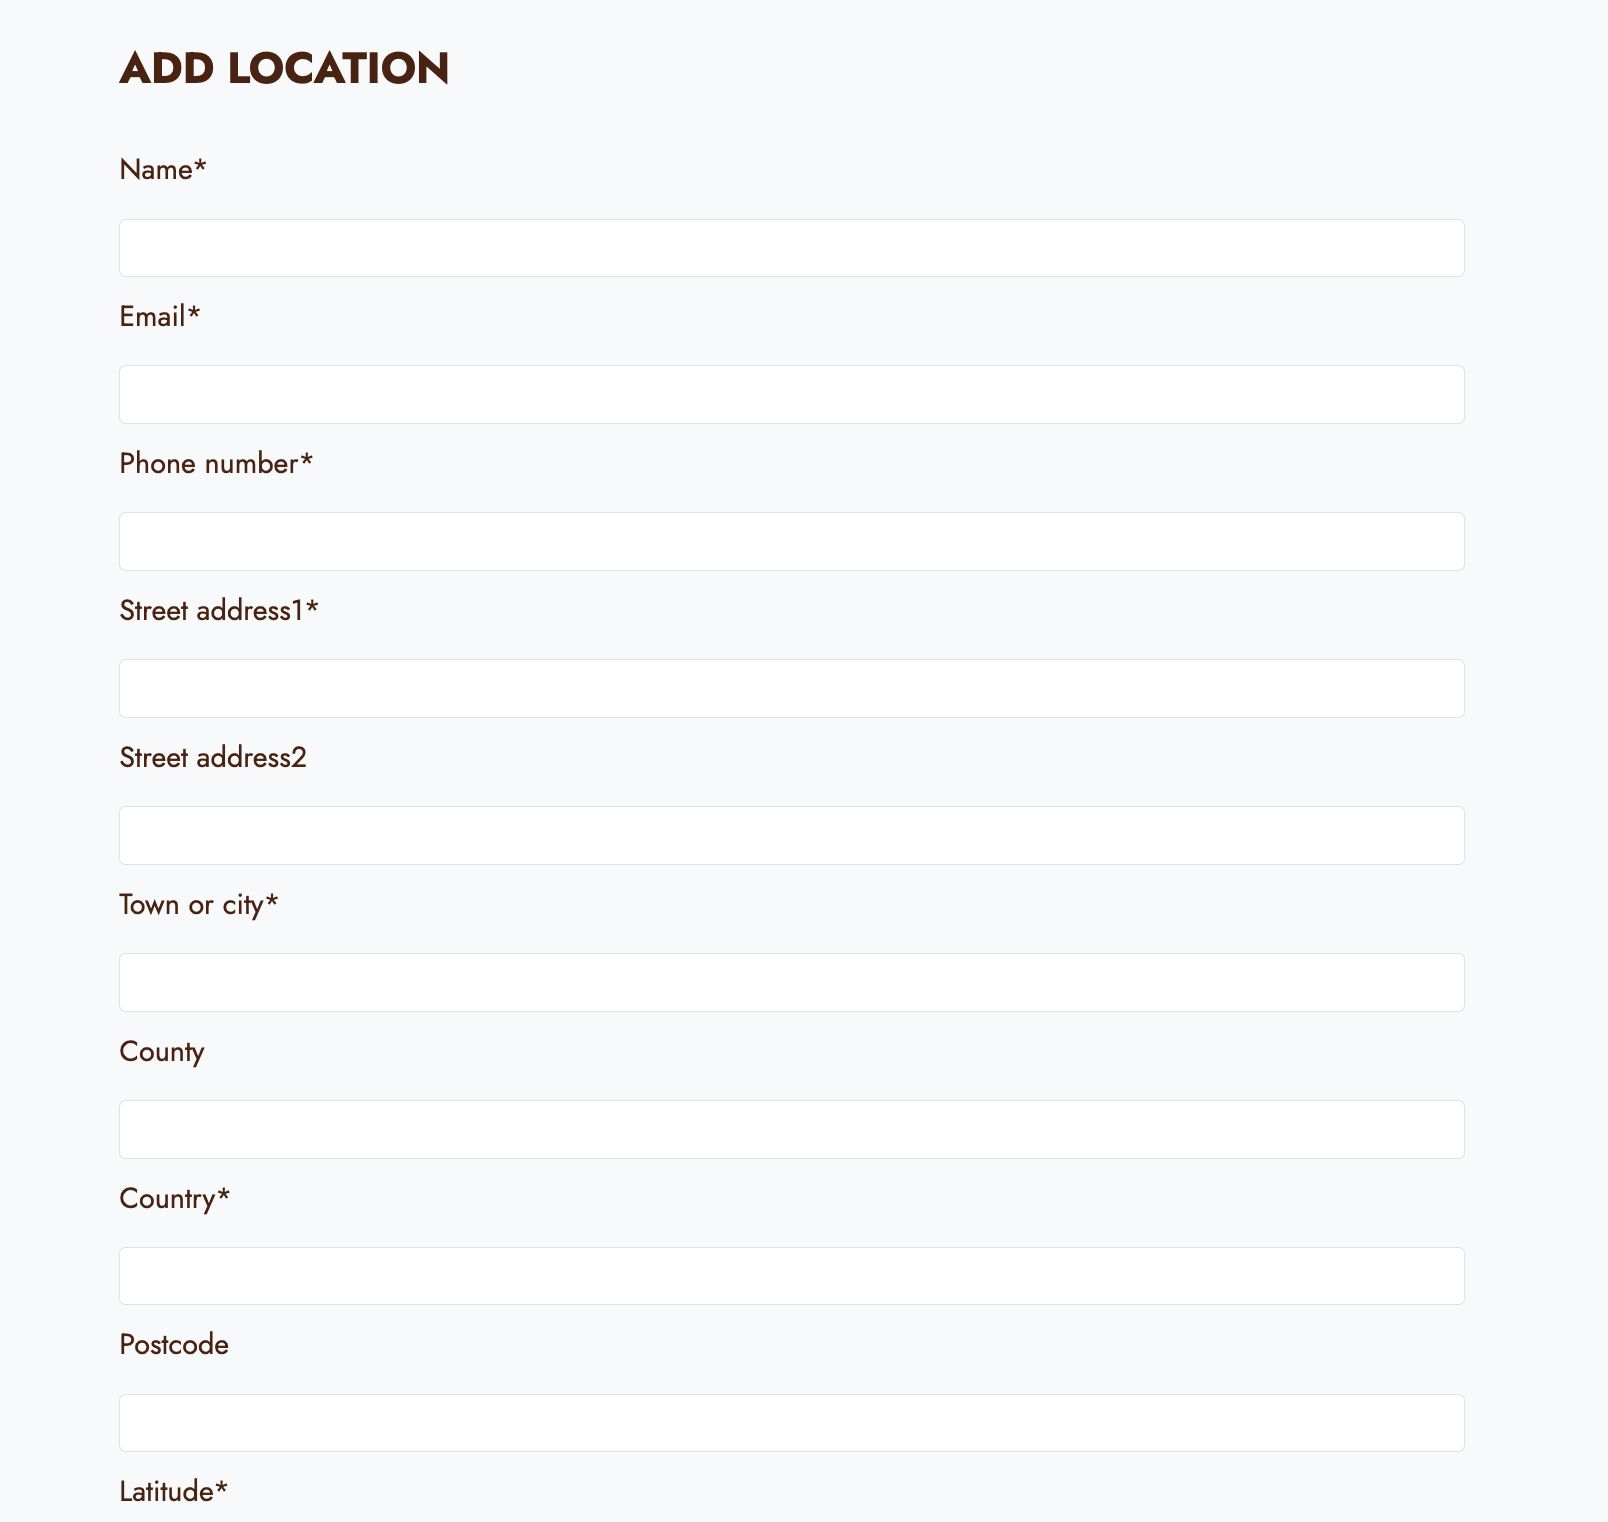 ADD LOCATION
Name*
Email*
Phone number*
Street address1*
Street address2
Town or city*
County
Country*
Postcode
Latitude*